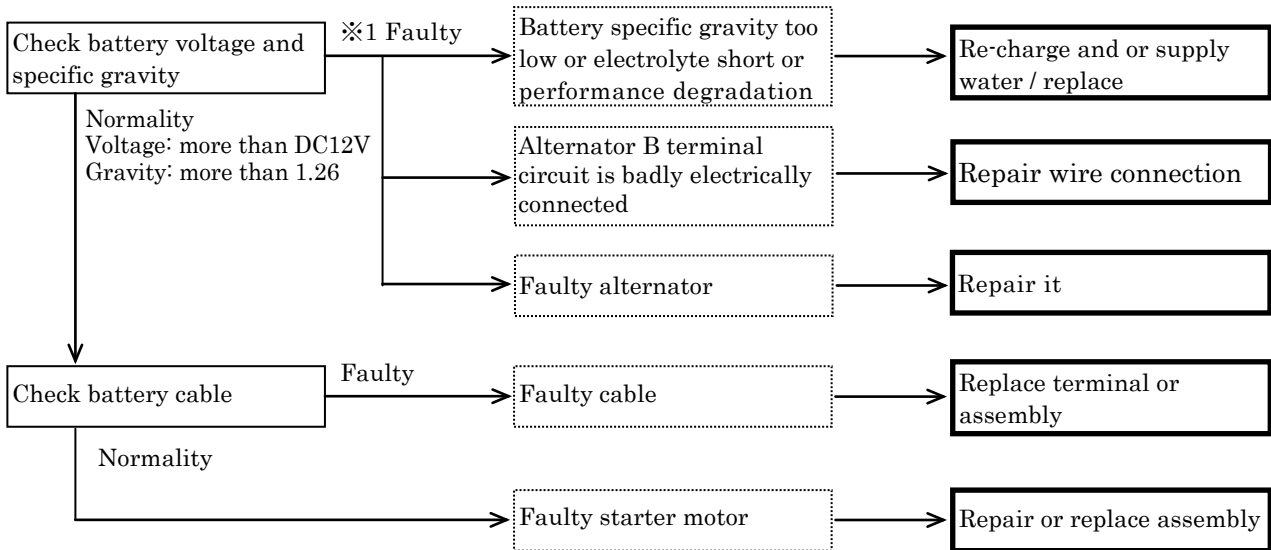 Check battery voltage and
specific gravity
※1 Faulty
Battery specific gravity too
low or electrolyte short or
performance degradation
Re-charge and or supply
water / replace
Normality
Voltage: more than DC12V
Gravity: more than 1.26
Alternator B terminal
circuit is badly electrically
connected
Repair wire connection
Faulty alternator
Repair it
Check battery cable
Faulty
Faulty cable
Replace terminal or
assembly
Normality
Faulty starter motor
Repair or replace assembly